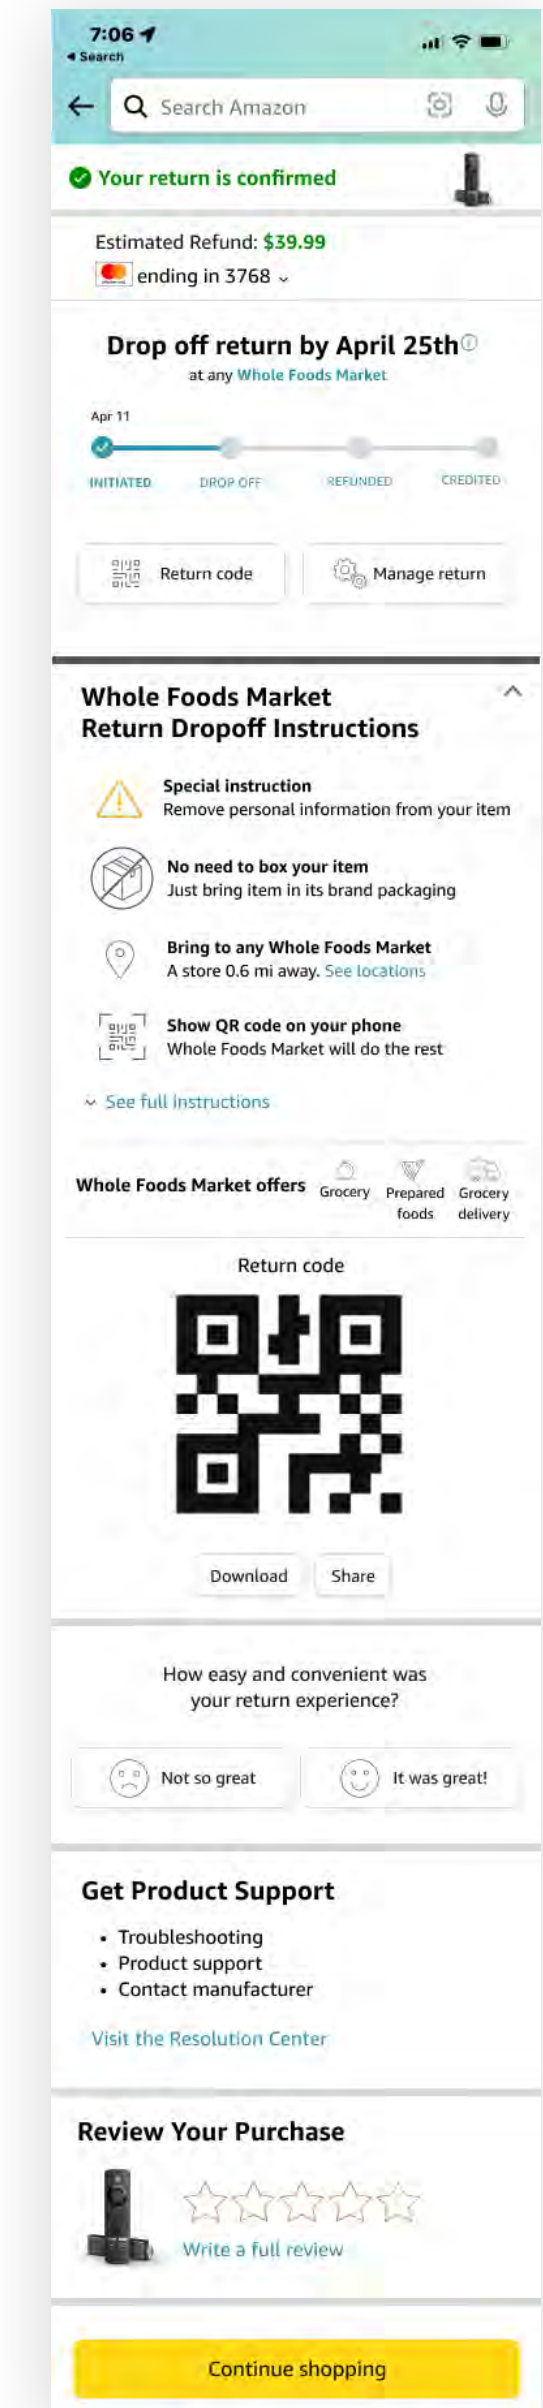 7:06
Search
Search Amazon
Your return is confirmed
Estimated Refund: $39.99
ending in 3768
Drop off return by April 25th
at any Whole Foods Market
Apr 11
INITIATED DROP OFF REFUNDED CREDITED
Return code Manage return
Whole Foods Market
Return Dropoff Instructions
Special instruction
Remove personal information from your item
No need to box your item
Just bring item in its brand packaging
Bring to any Whole Foods Market
A store 0.6 mi away. See locations
Show QR code on your phone
Whole Foods Market will do the rest
See full instructions
Whole Foods Market offers
Grocery
Prepared
foods
Grocery
delivery
Return code
Download Share
How easy and convenient was
your return experience?
Not so great It was great!
Get Product Support
• Troubleshooting
• Product support
• Contact manufacturer
Visit the Resolution Center
Review Your Purchase
Write a full review
Continue shopping